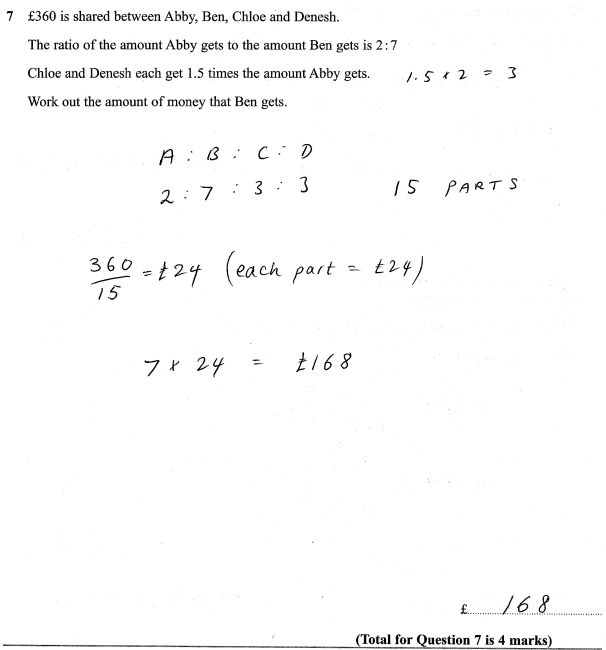 7 £360 is shared between Abby, Ben, Chloe and Denesh.
The ratio of the amount Abby gets to the amount Ben gets is 2:7
Chloe and Denesh each get 1.5 times the amount Abby gets. 1.5 × 2 = 3
Work out the amount of money that Ben gets.
A : B : C : D
2 : 7 : 3 : 3 15 PARTS
360/15 = £24 (each part = £24)
7 × 24 = £168
£ 168
(Total for Question 7 is 4 marks)